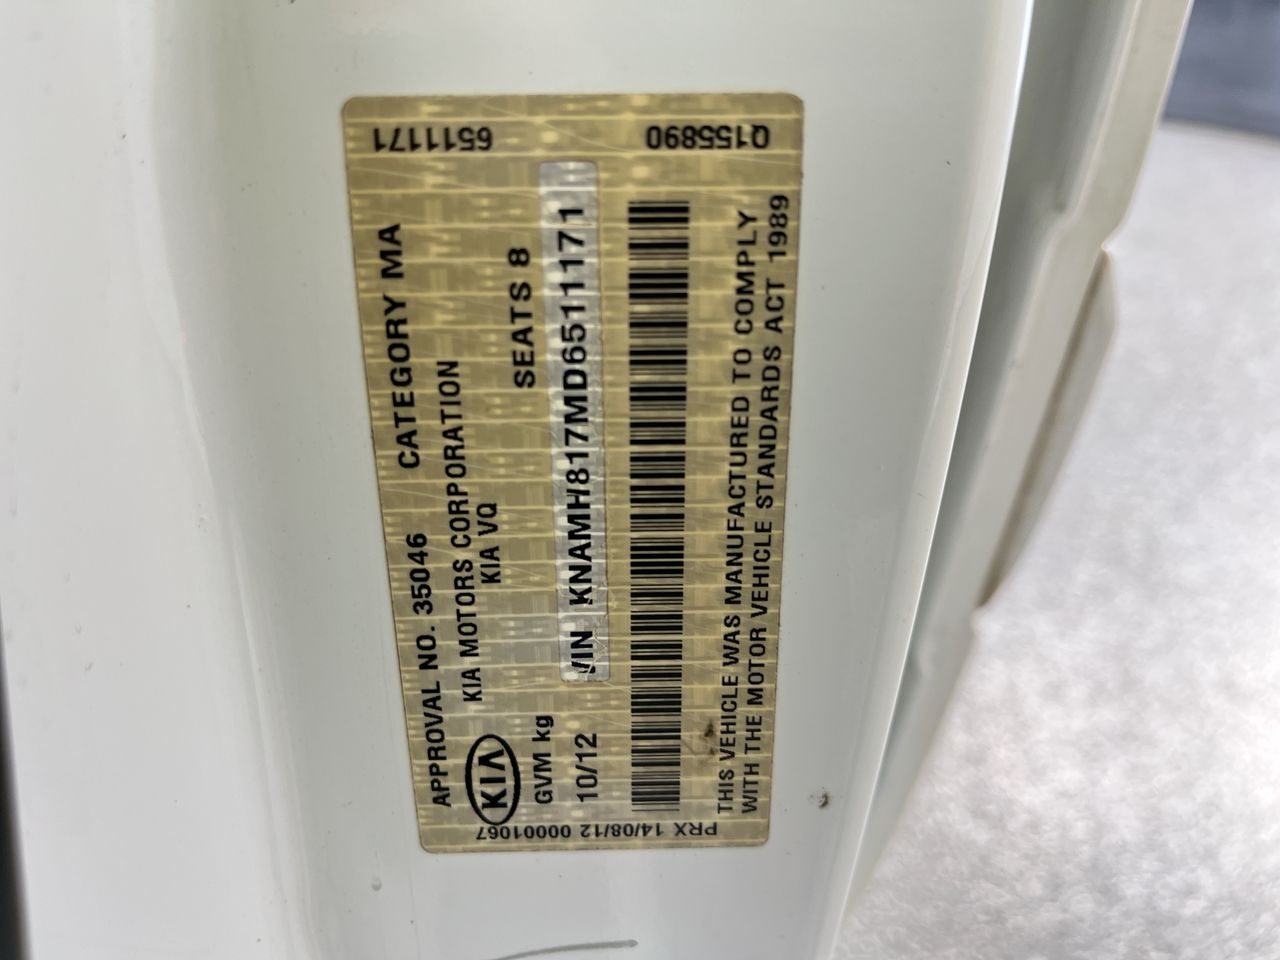 6511171
Q155890
APPROVAL NO. 35046 CATEGORY MA
KIA MOTORS CORPORATION
KIA VQ
KIA
GVM kg SEATS 8
10/12 VIN KNAMH817MD6511171
THIS VEHICLE WAS MANUFACTURED TO COMPLY
WITH THE MOTOR VEHICLE STANDARDS ACT 1989
PRX 14/08/12 00001067